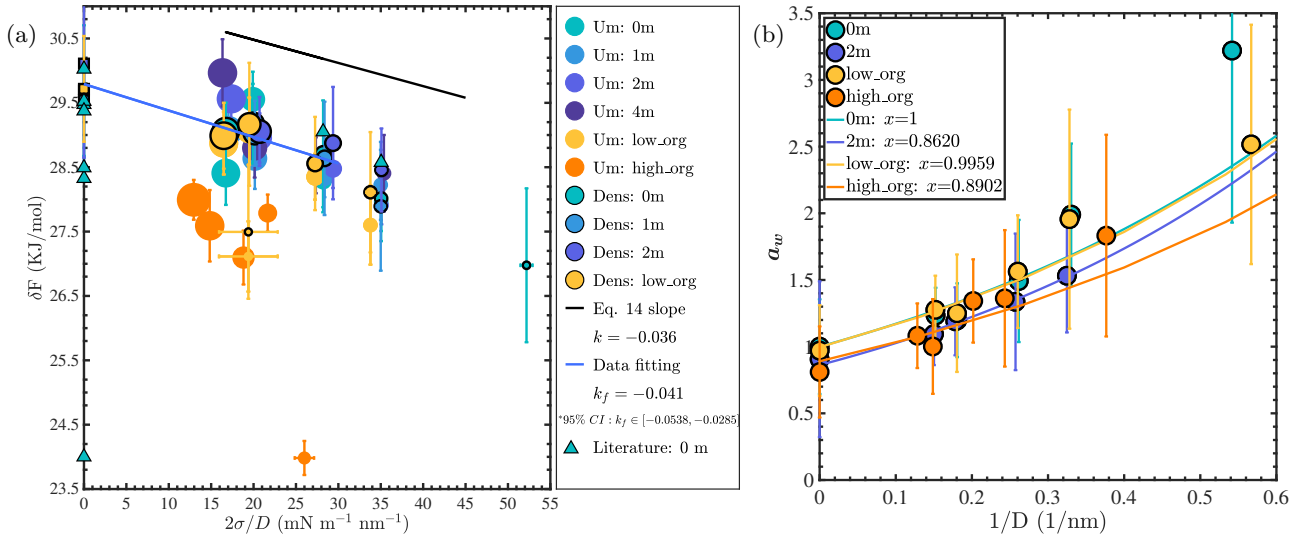 (a)
δF (KJ/mol)
30.5
29.5
28.5
27.5
26.5
25.5
24.5
23.5
0 5 10 15 20 25 30 35 40 45 50 55
2σ/D (mN m⁻¹ nm⁻¹)
Um: 0m
Um: 1m
Um: 2m
Um: 4m
Um: low_org
Um: high_org
Dens: 0m
Dens: 1m
Dens: 2m
Dens: low_org
Eq. 14 slope
k = −0.036
Data fitting
k_f = −0.041
*95% CI : k_f ∈ [−0.0538, −0.0285]
Literature: 0 m
(b)
a_w
3.5
3
2.5
2
1.5
1
0.5
0
0 0.1 0.2 0.3 0.4 0.5 0.6
1/D (1/nm)
0m
2m
low_org
high_org
0m: x=1
2m: x=0.8620
low_org: x=0.9959
high_org: x=0.8902